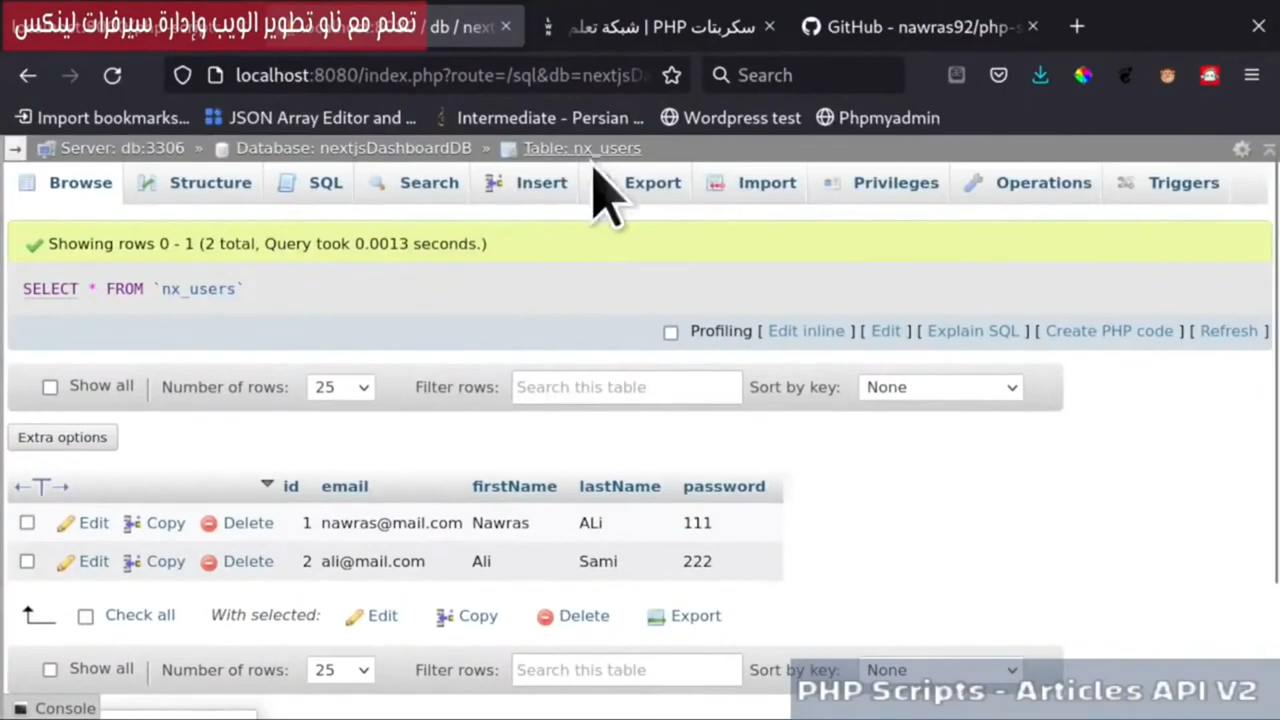 تعلم مع ناو تطوير الويب وإدارة سيرفرات لينكس
/ db / next
سكربتات PHP | شبكة تعلم
GitHub - nawras92/php-s
localhost:8080/index.php?route=/sql&db=nextjsDa
Search
Import bookmarks...
JSON Array Editor and ...
Intermediate - Persian ...
Wordpress test
Phpmyadmin
Server: db:3306 » Database: nextjsDashboardDB » Table: nx_users
Browse Structure SQL Search Insert Export Import Privileges Operations Triggers
Showing rows 0 - 1 (2 total, Query took 0.0013 seconds.)
SELECT * FROM `nx_users`
Profiling [ Edit inline ] [ Edit ] [ Explain SQL ] [ Create PHP code ] [ Refresh ]
Show all Number of rows: 25 Filter rows: Search this table Sort by key: None
Extra options
id email firstName lastName password
Edit Copy Delete 1 nawras@mail.com Nawras ALi 111
Edit Copy Delete 2 ali@mail.com Ali Sami 222
Check all With selected: Edit Copy Delete Export
Show all Number of rows: 25 Filter rows: Search this table Sort by key: None
PHP Scripts - Articles API V2
Console